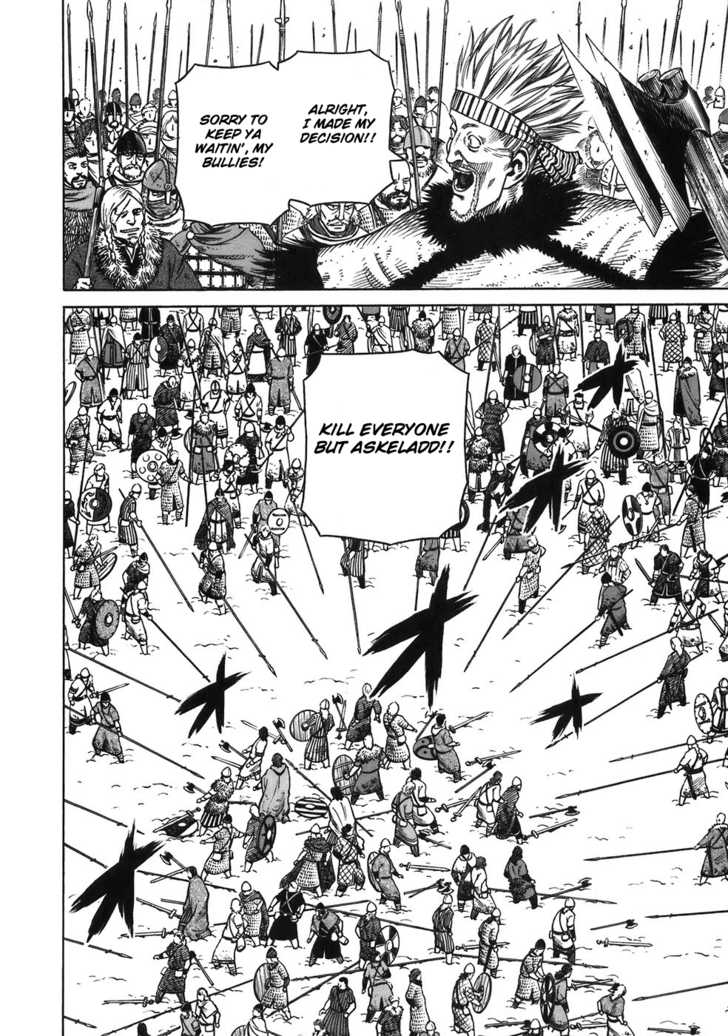 ALRIGHT,
I MADE MY
DECISION!!
SORRY TO
KEEP YA
WAITIN', MY
BULLIES!
KILL EVERYONE
BUT ASKELADD!!